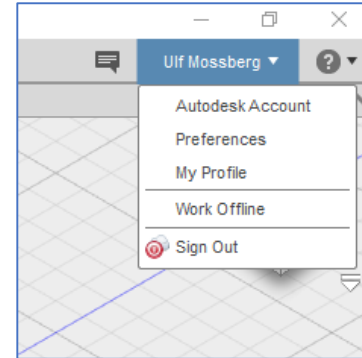 Ulf Mossberg
Autodesk Account
Preferences
My Profile
Work Offline
Sign Out